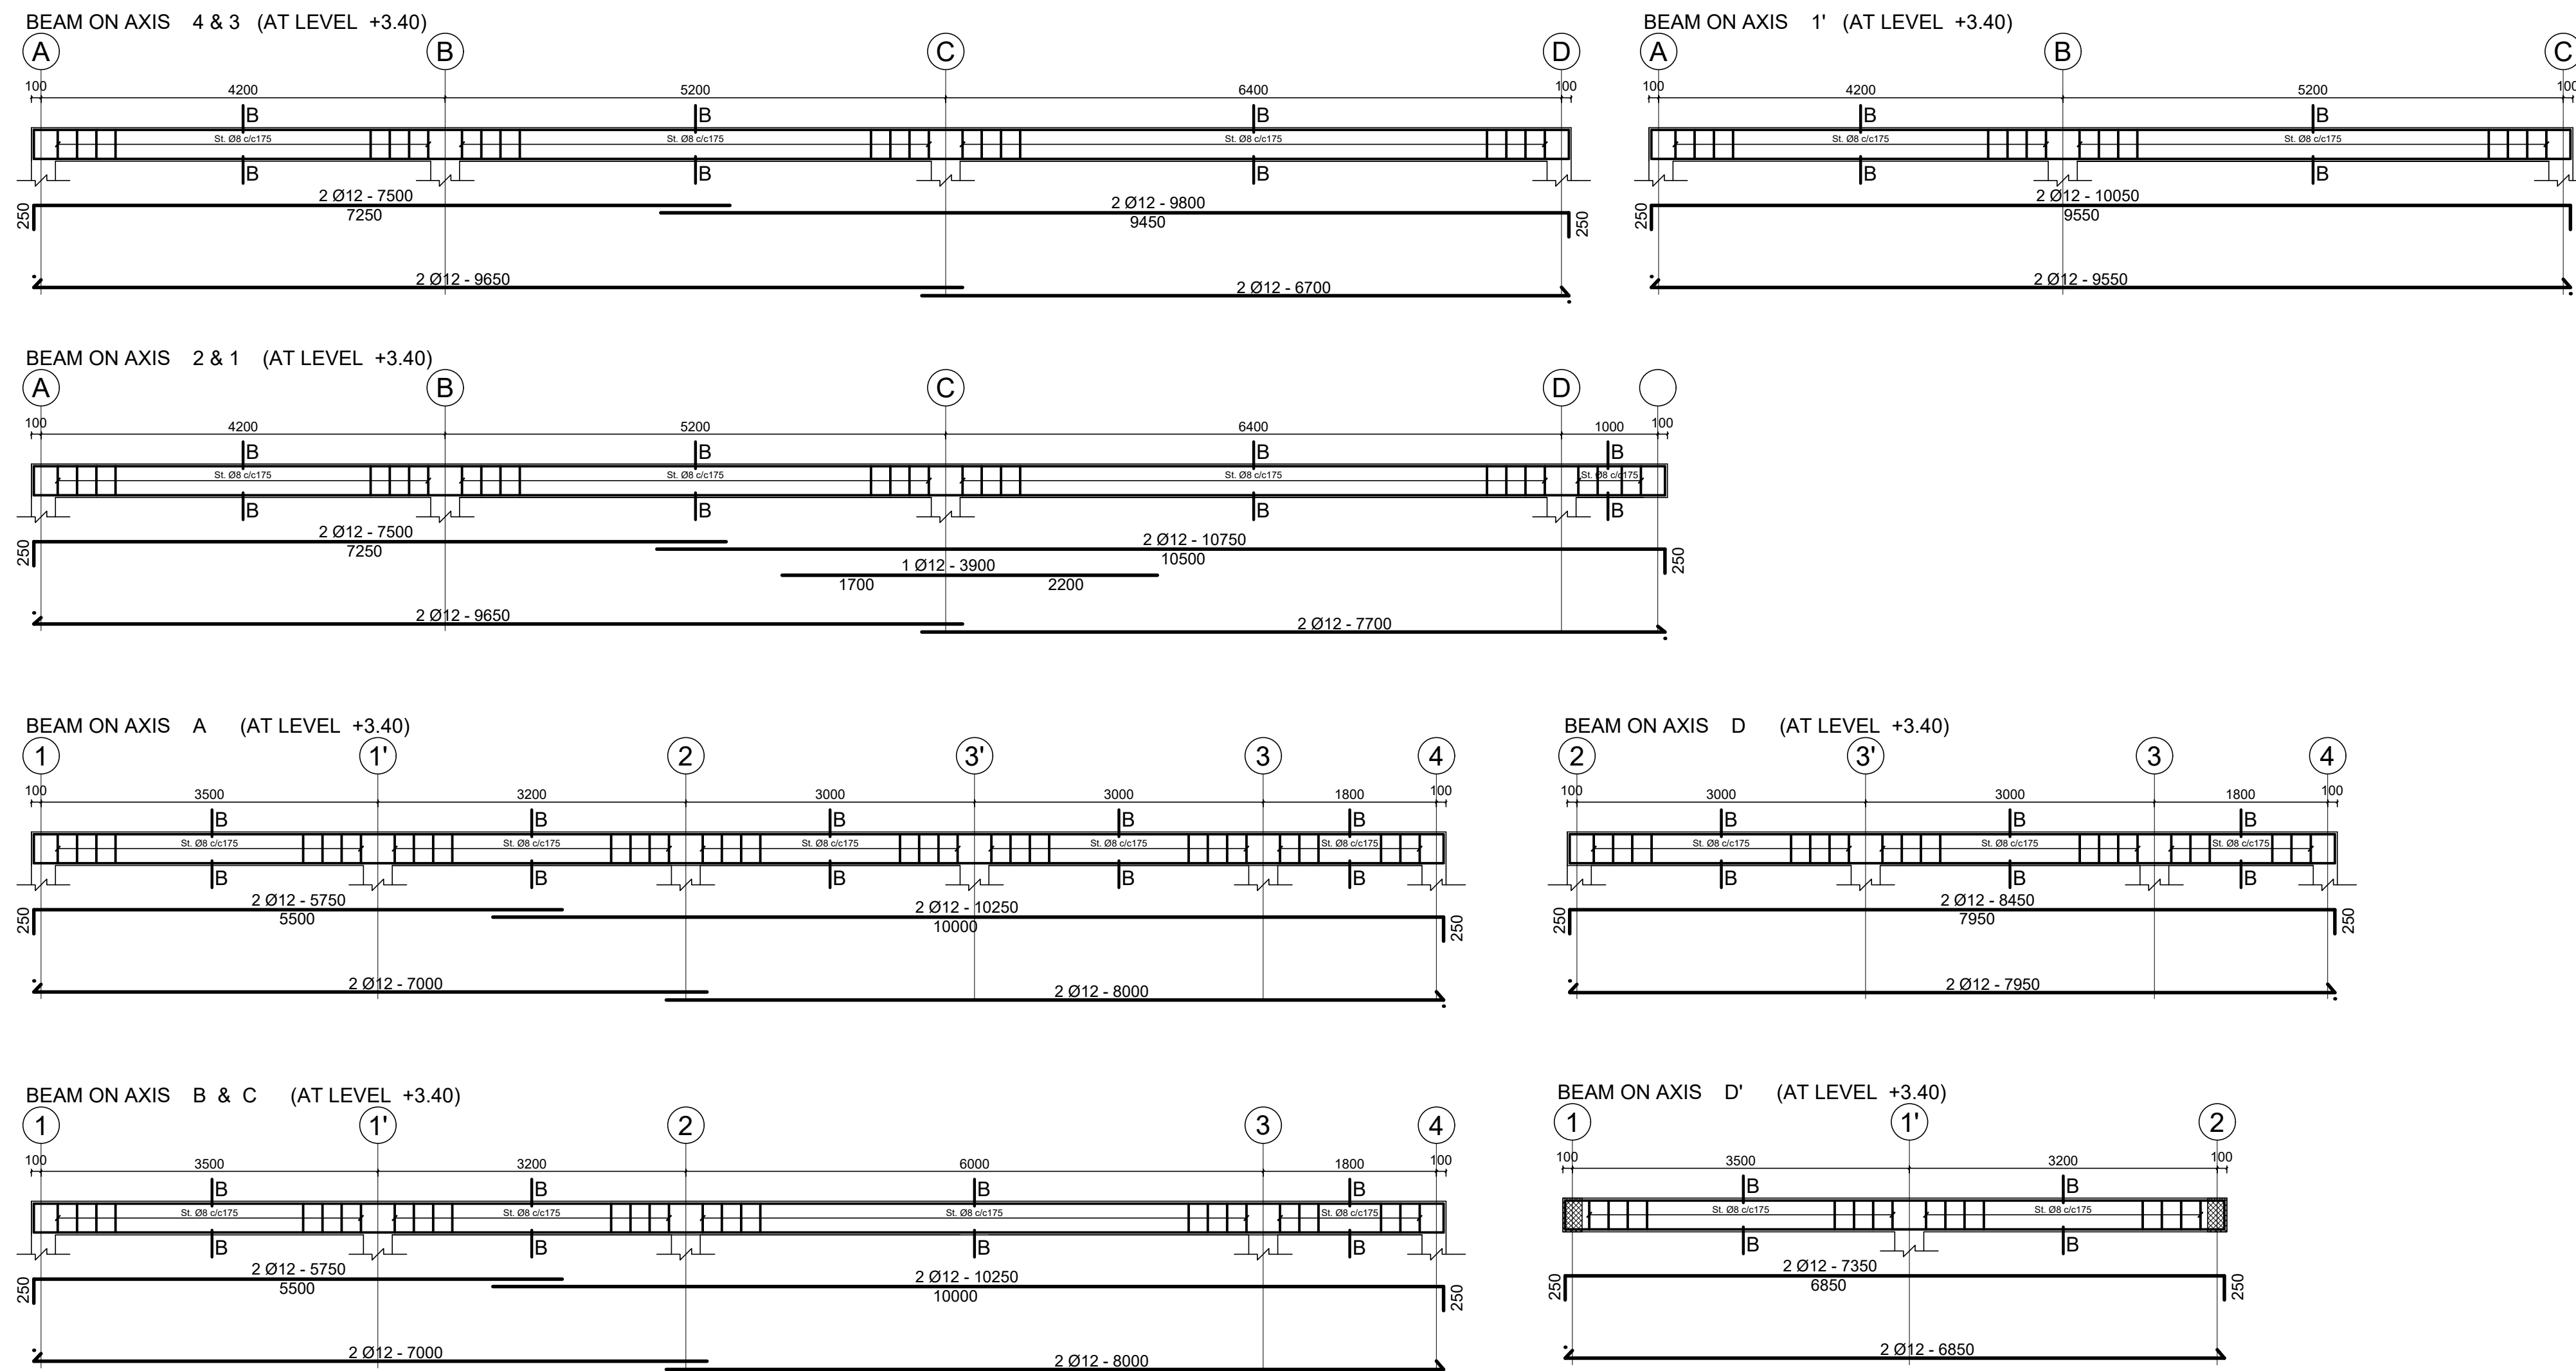 BEAM ON AXIS 4 & 3 (AT LEVEL +3.40)
A B C D
100 4200 5200 6400 100
B B B
St. Ø8 c/c175 St. Ø8 c/c175 St. Ø8 c/c175
B B B
2 Ø12 - 7500 2 Ø12 - 9800
250 7250 9450 250
2 Ø12 - 9650 2 Ø12 - 6700
BEAM ON AXIS 1' (AT LEVEL +3.40)
A B C
100 4200 5200 100
B B
St. Ø8 c/c175 St. Ø8 c/c175
B B
2 Ø12 - 10050
250 9550
2 Ø12 - 9550
BEAM ON AXIS 2 & 1 (AT LEVEL +3.40)
A B C D
100 4200 5200 6400 1000 100
B B B B
St. Ø8 c/c175 St. Ø8 c/c175 St. Ø8 c/c175 St. Ø8 c/c175
B B B B
2 Ø12 - 7500 2 Ø12 - 10750
250 7250 10500 250
1 Ø12 - 3900
1700 2200
2 Ø12 - 9650 2 Ø12 - 7700
BEAM ON AXIS A (AT LEVEL +3.40)
1 1' 2 3' 3 4
100 3500 3200 3000 3000 1800 100
B B B B B
St. Ø8 c/c175 St. Ø8 c/c175 St. Ø8 c/c175 St. Ø8 c/c175 St. Ø8 c/c175
B B B B B
2 Ø12 - 5750 2 Ø12 - 10250
250 5500 10000 250
2 Ø12 - 7000 2 Ø12 - 8000
BEAM ON AXIS D (AT LEVEL +3.40)
2 3' 3 4
100 3000 3000 1800 100
B B B
St. Ø8 c/c175 St. Ø8 c/c175 St. Ø8 c/c175
B B B
2 Ø12 - 8450
250 7950 250
2 Ø12 - 7950
BEAM ON AXIS B & C (AT LEVEL +3.40)
1 1' 2 3 4
100 3500 3200 6000 1800 100
B B B B
St. Ø8 c/c175 St. Ø8 c/c175 St. Ø8 c/c175 St. Ø8 c/c175
B B B B
2 Ø12 - 5750 2 Ø12 - 10250
250 5500 10000 250
2 Ø12 - 7000 2 Ø12 - 8000
BEAM ON AXIS D' (AT LEVEL +3.40)
1 1' 2
100 3500 3200 100
B B
St. Ø8 c/c175 St. Ø8 c/c175
B B
2 Ø12 - 7350
250 6850 250
2 Ø12 - 6850